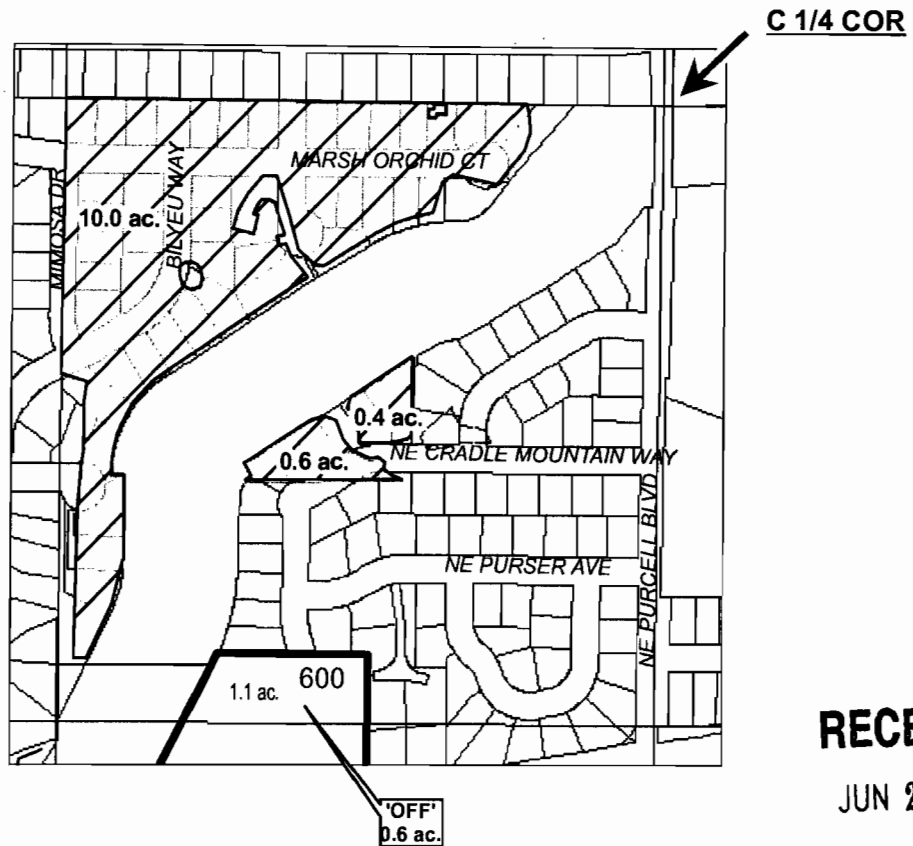 C 1/4 COR
MARSH ORCHID CT
BILYEU WAY
10.0 ac.
MIMOSA DR
0.4 ac.
NE CRADLE MOUNTAIN WAY
0.6 ac.
NE PURCELL BLVD
NE PURSER AVE
600
1.1 ac.
'OFF'
0.6 ac.
RECE
JUN 2